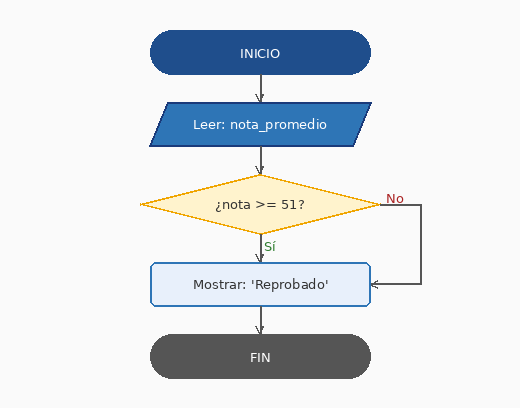 INICIO
Leer: nota_promedio
¿nota >= 51?
No
Sí
Mostrar: 'Reprobado'
FIN